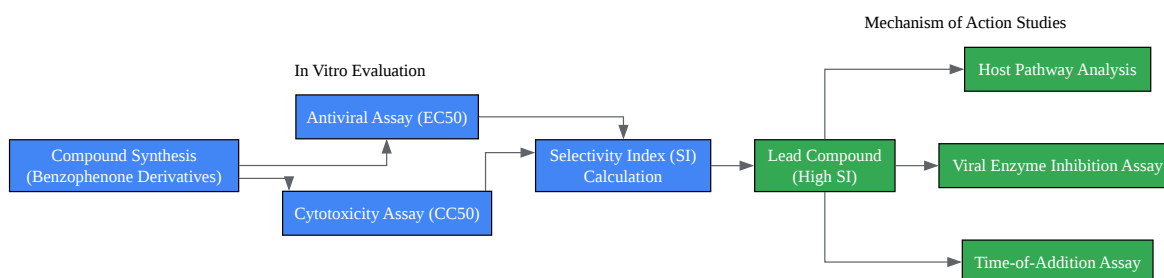 Mechanism of Action Studies
Host Pathway Analysis
In Vitro Evaluation
Antiviral Assay (EC50)
Compound Synthesis
(Benzophenone Derivatives)
Selectivity Index (SI)
Calculation
Lead Compound
(High SI)
Viral Enzyme Inhibition Assay
Cytotoxicity Assay (CC50)
Time-of-Addition Assay